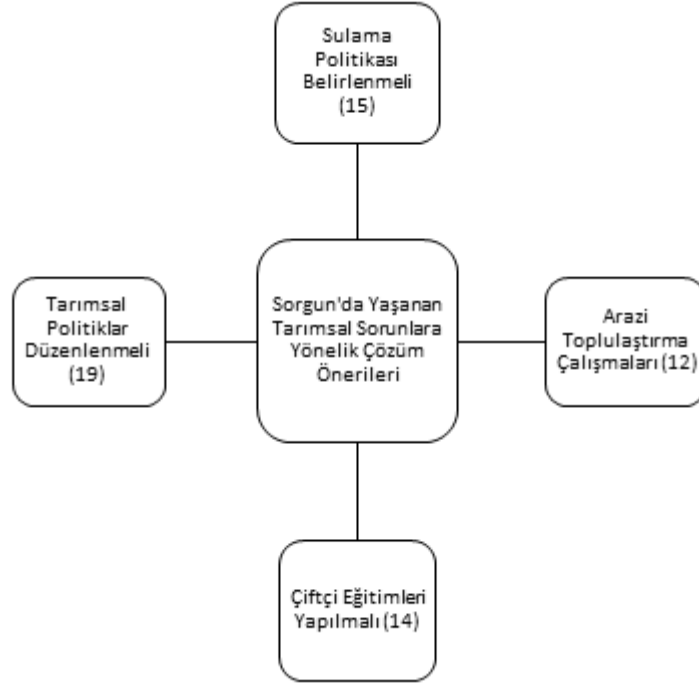 Sulama
Politikası
Belirlenmeli
(15)
Tarımsal
Politiklar
Düzenlenmeli
(19)
Sorgun'da Yaşanan
Tarımsal Sorunlara
Yönelik Çözüm
Önerileri
Arazi
Toplulaştırma
Çalışmaları (12)
Çiftçi Eğitimleri
Yapılmalı (14)